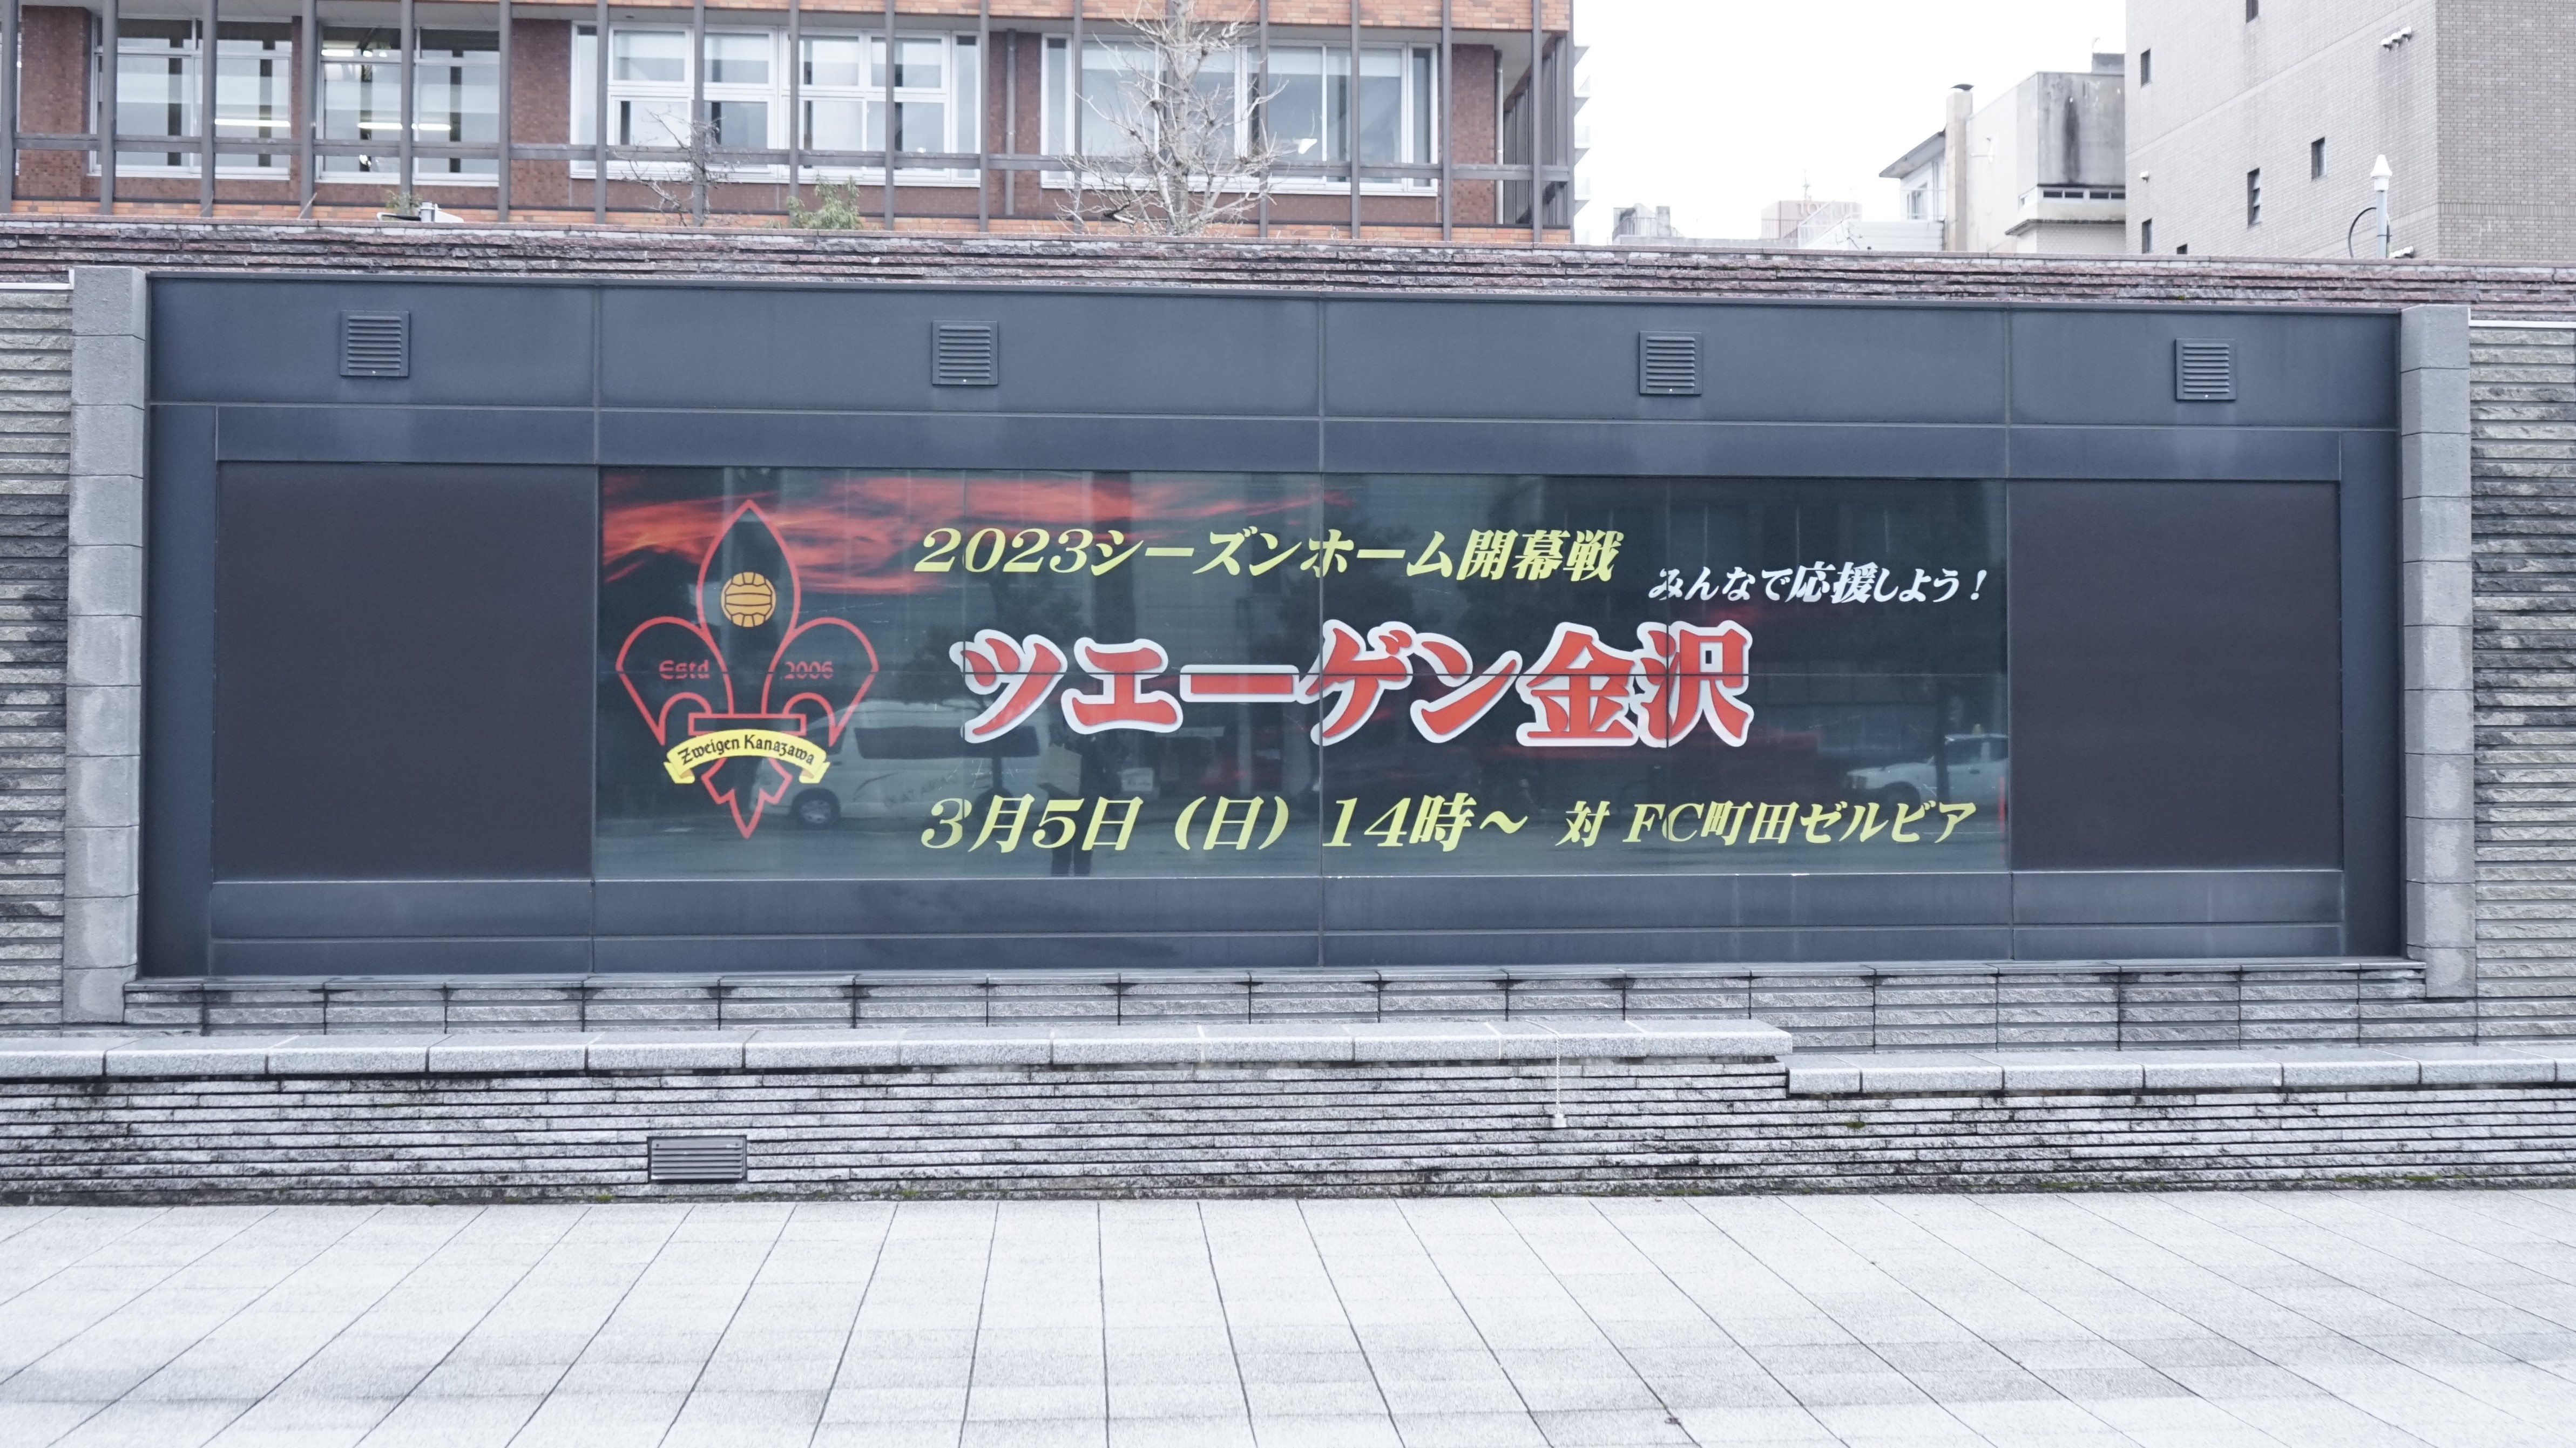 2023シーズンホーム開幕戦
みんなで応援しよう!
Estd 2006
ツエーゲン金沢
Zweigen Kanazawa
3月5日(日) 14時~ 対 FC町田ゼルビア